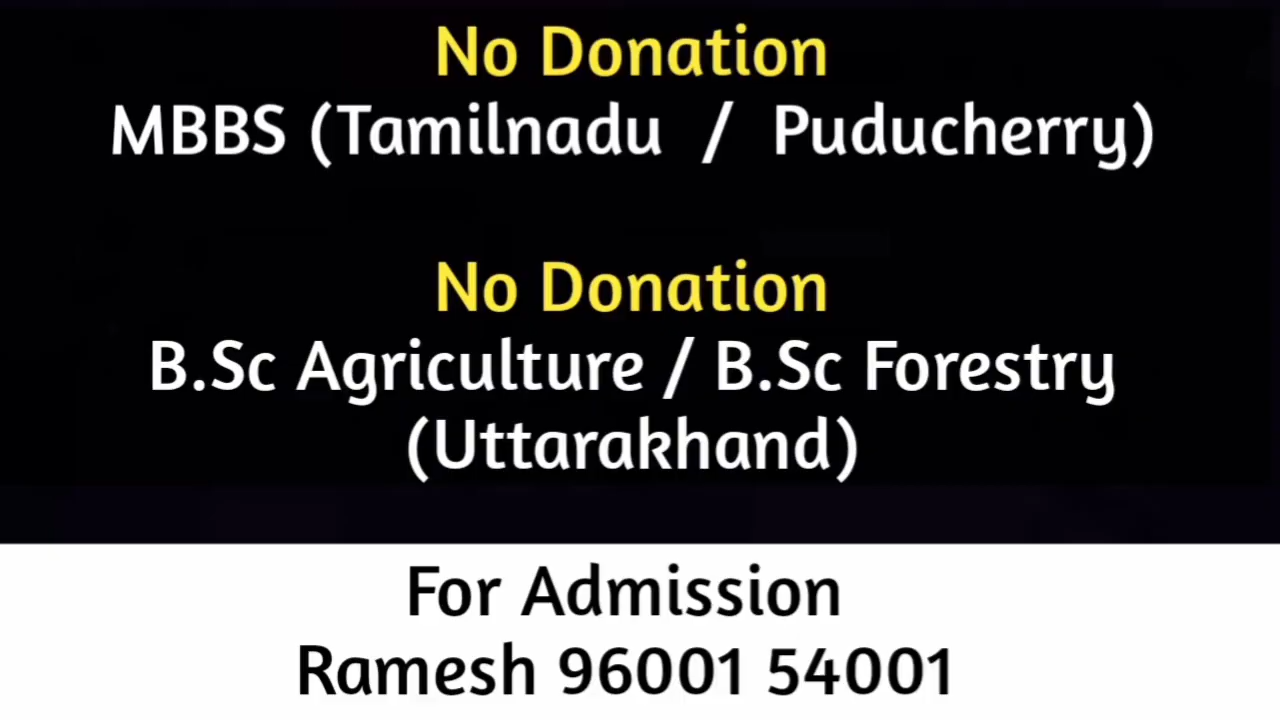 No Donation
MBBS (Tamilnadu / Puducherry)
No Donation
B.Sc Agriculture / B.Sc Forestry
(Uttarakhand)
For Admission
Ramesh 96001 54001